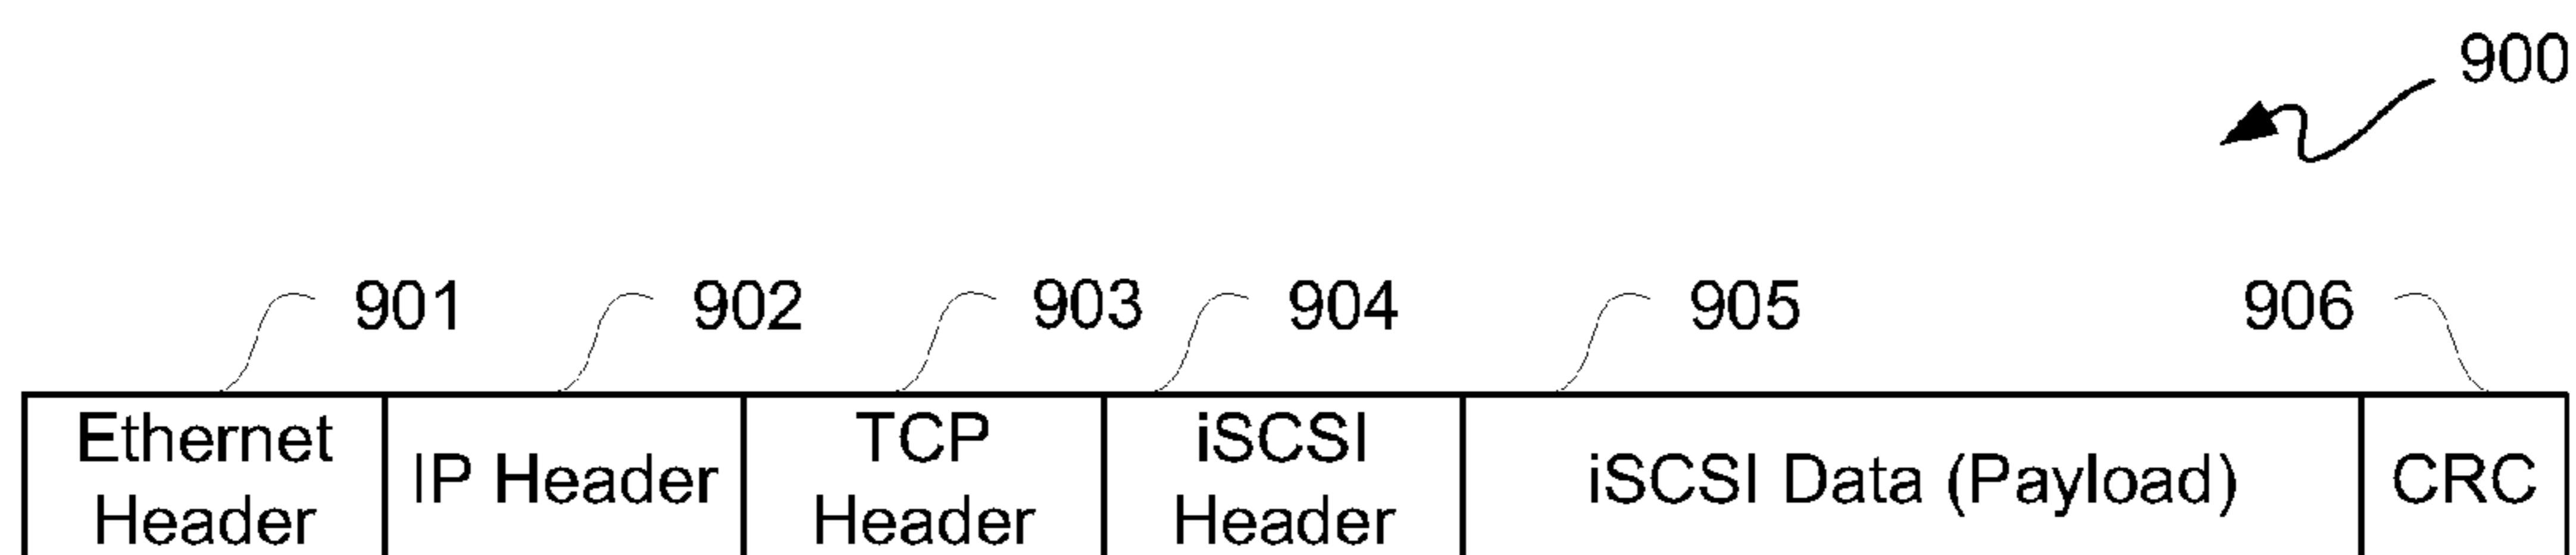 900
901 902 903 904 905 906
Ethernet Header
IP Header
TCP Header
iSCSI Header
iSCSI Data (Payload)
CRC